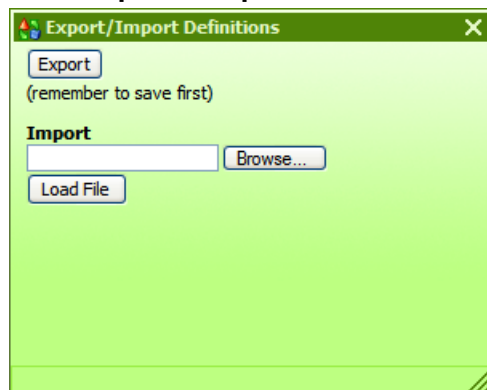 Export/Import Definitions
Export
(remember to save first)
Import
Browse...
Load File